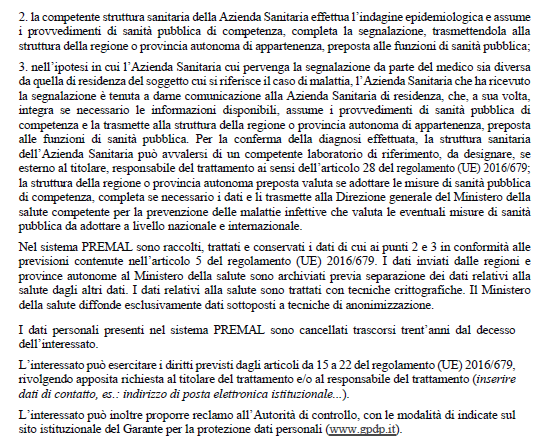 2. la competente struttura sanitaria della Azienda Sanitaria effettua l'indagine epidemiologica e assume
i provvedimenti di sanità pubblica di competenza, completa la segnalazione, trasmettendola alla
struttura della regione o provincia autonoma di appartenenza, preposta alle funzioni di sanità pubblica;
3. nell'ipotesi in cui l'Azienda Sanitaria cui pervenga la segnalazione da parte del medico sia diversa
da quella di residenza del soggetto cui si riferisce il caso di malattia, l'Azienda Sanitaria che ha ricevuto
la segnalazione è tenuta a darne comunicazione alla Azienda Sanitaria di residenza, che, a sua volta,
integra se necessario le informazioni disponibili, assume i provvedimenti di sanità pubblica di
competenza e la trasmette alla struttura della regione o provincia autonoma di appartenenza, preposta
alle funzioni di sanità pubblica. Per la conferma della diagnosi effettuata, la struttura sanitaria
dell'Azienda Sanitaria può avvalersi di un competente laboratorio di riferimento, da designare, se
esterno al titolare, responsabile del trattamento ai sensi dell'articolo 28 del regolamento (UE) 2016/679;
la struttura della regione o provincia autonoma preposta valuta se adottare le misure di sanità pubblica
di competenza, completa se necessario i dati e li trasmette alla Direzione generale del Ministero della
salute competente per la prevenzione delle malattie infettive che valuta le eventuali misure di sanità
pubblica da adottare a livello nazionale e internazionale.
Nel sistema PREMAL sono raccolti, trattati e conservati i dati di cui ai punti 2 e 3 in conformità alle
previsioni contenute nell'articolo 5 del regolamento (UE) 2016/679. I dati inviati dalle regioni e
province autonome al Ministero della salute sono archiviati previa separazione dei dati relativi alla
salute dagli altri dati. I dati relativi alla salute sono trattati con tecniche crittografiche. Il Ministero
della salute diffonde esclusivamente dati sottoposti a tecniche di anonimizzazione.
I dati personali presenti nel sistema PREMAL sono cancellati trascorsi trent'anni dal decesso
dell'interessato.
L'interessato può esercitare i diritti previsti dagli articoli da 15 a 22 del regolamento (UE) 2016/679,
rivolgendo apposita richiesta al titolare del trattamento e/o al responsabile del trattamento (inserire
dati di contatto, es.: indirizzo di posta elettronica istituzionale...).
L'interessato può inoltre proporre reclamo all'Autorità di controllo, con le modalità di indicate sul
sito istituzionale del Garante per la protezione dati personali (www.gpdp.it).